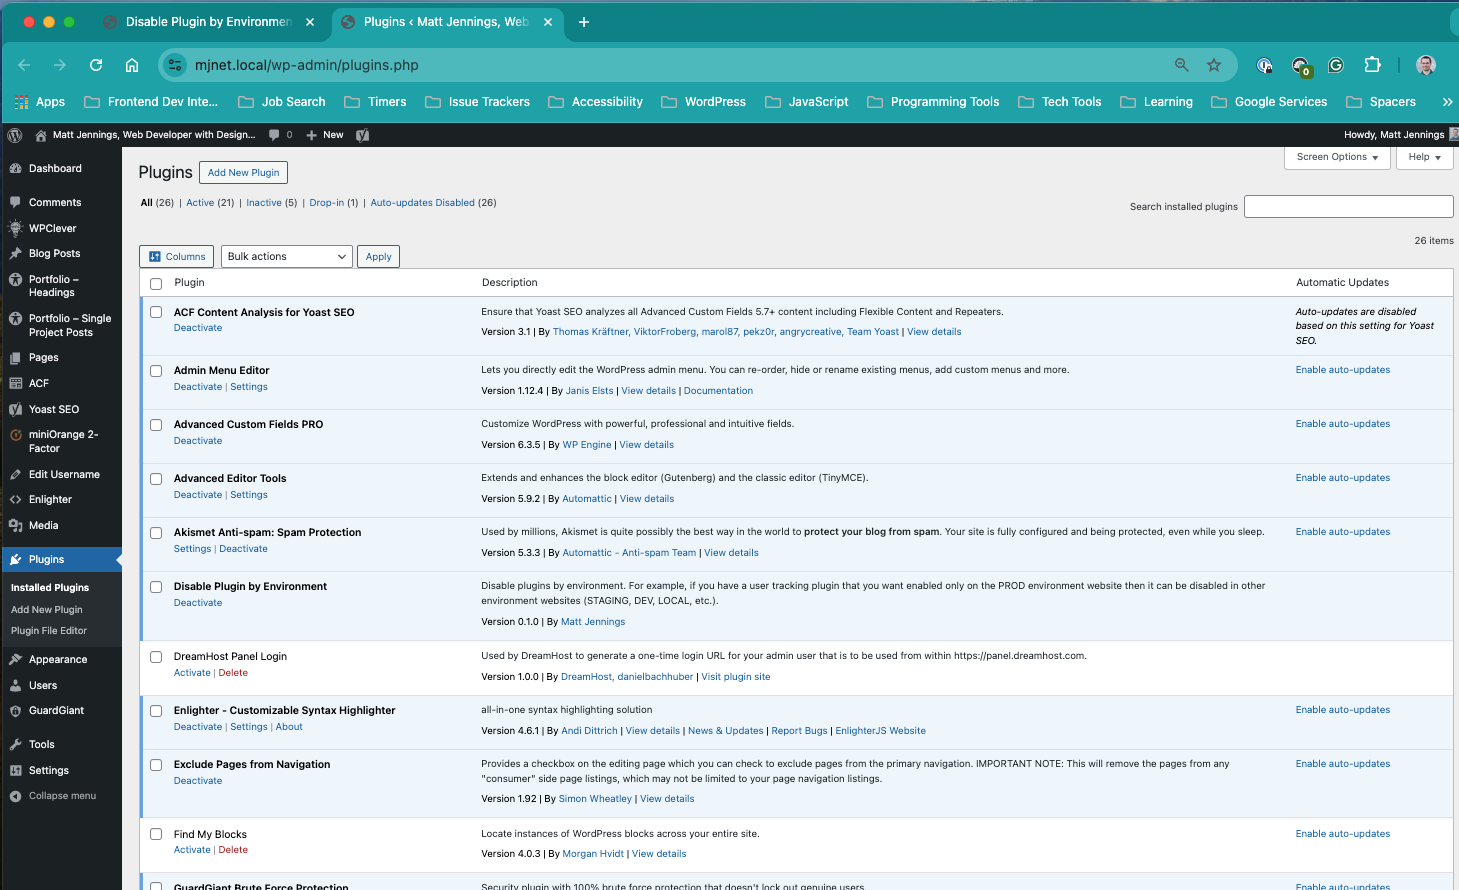 Disable Plugin by Environmen
Plugins ‹ Matt Jennings, Web
mjnet.local/wp-admin/plugins.php
0
Apps
Frontend Dev Inte...
Job Search
Timers
Issue Trackers
Accessibility
WordPress
JavaScript
Programming Tools
Tech Tools
Learning
Google Services
Spacers
»
Matt Jennings, Web Developer with Design...
0
+ New
Howdy, Matt Jennings
Dashboard
Comments
WPClever
Blog Posts
Portfolio –
Headings
Portfolio – Single
Project Posts
Pages
ACF
Yoast SEO
miniOrange 2-
Factor
Edit Username
Enlighter
Media
Plugins
Installed Plugins
Add New Plugin
Plugin File Editor
Appearance
Users
GuardGiant
Tools
Settings
Collapse menu
Screen Options
Help
Plugins
Add New Plugin
All (26) | Active (21) | Inactive (5) | Drop-in (1) | Auto-updates Disabled (26)
Search installed plugins
26 items
Columns
Bulk actions
Apply
Plugin
Description
Automatic Updates
ACF Content Analysis for Yoast SEO
Deactivate
Ensure that Yoast SEO analyzes all Advanced Custom Fields 5.7+ content including Flexible Content and Repeaters.
Version 3.1 | By Thomas Kräftner, ViktorFroberg, marol87, pekz0r, angrycreative, Team Yoast | View details
Auto-updates are disabled
based on this setting for Yoast
SEO.
Admin Menu Editor
Deactivate | Settings
Lets you directly edit the WordPress admin menu. You can re-order, hide or rename existing menus, add custom menus and more.
Version 1.12.4 | By Janis Elsts | View details | Documentation
Enable auto-updates
Advanced Custom Fields PRO
Deactivate
Customize WordPress with powerful, professional and intuitive fields.
Version 6.3.5 | By WP Engine | View details
Enable auto-updates
Advanced Editor Tools
Deactivate | Settings
Extends and enhances the block editor (Gutenberg) and the classic editor (TinyMCE).
Version 5.9.2 | By Automattic | View details
Enable auto-updates
Akismet Anti-spam: Spam Protection
Settings | Deactivate
Used by millions, Akismet is quite possibly the best way in the world to protect your blog from spam. Your site is fully configured and being protected, even while you sleep.
Version 5.3.3 | By Automattic - Anti-spam Team | View details
Enable auto-updates
Disable Plugin by Environment
Deactivate
Disable plugins by environment. For example, if you have a user tracking plugin that you want enabled only on the PROD environment website then it can be disabled in other
environment websites (STAGING, DEV, LOCAL, etc.).
Version 0.1.0 | By Matt Jennings
DreamHost Panel Login
Activate | Delete
Used by DreamHost to generate a one-time login URL for your admin user that is to be used from within https://panel.dreamhost.com.
Version 1.0.0 | By DreamHost, danielbachhuber | Visit plugin site
Enlighter - Customizable Syntax Highlighter
Deactivate | Settings | About
all-in-one syntax highlighting solution
Version 4.6.1 | By Andi Dittrich | View details | News & Updates | Report Bugs | EnlighterJS Website
Enable auto-updates
Exclude Pages from Navigation
Deactivate
Provides a checkbox on the editing page which you can check to exclude pages from the primary navigation. IMPORTANT NOTE: This will remove the pages from any
"consumer" side page listings, which may not be limited to your page navigation listings.
Version 1.92 | By Simon Wheatley | View details
Enable auto-updates
Find My Blocks
Activate | Delete
Locate instances of WordPress blocks across your entire site.
Version 4.0.3 | By Morgan Hvidt | View details
Enable auto-updates
GuardGiant Brute Force Protection
Security plugin with 100% brute force protection that doesn't lock out genuine users.